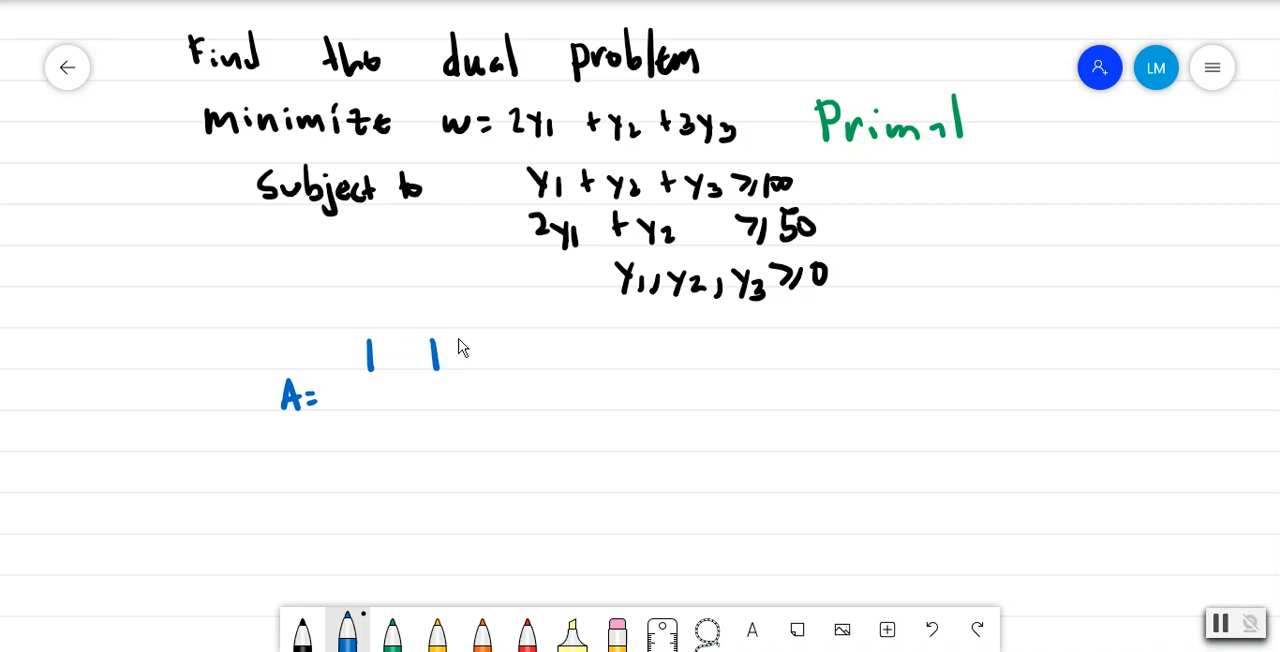 Find the dual problem
minimize w = 2y1 + y2 + 3y3 Primal
Subject to y1 + y2 + y3 ≥ 100
2y1 + y2 ≥ 50
y1, y2, y3 ≥ 0
1 1
A =
LM
A